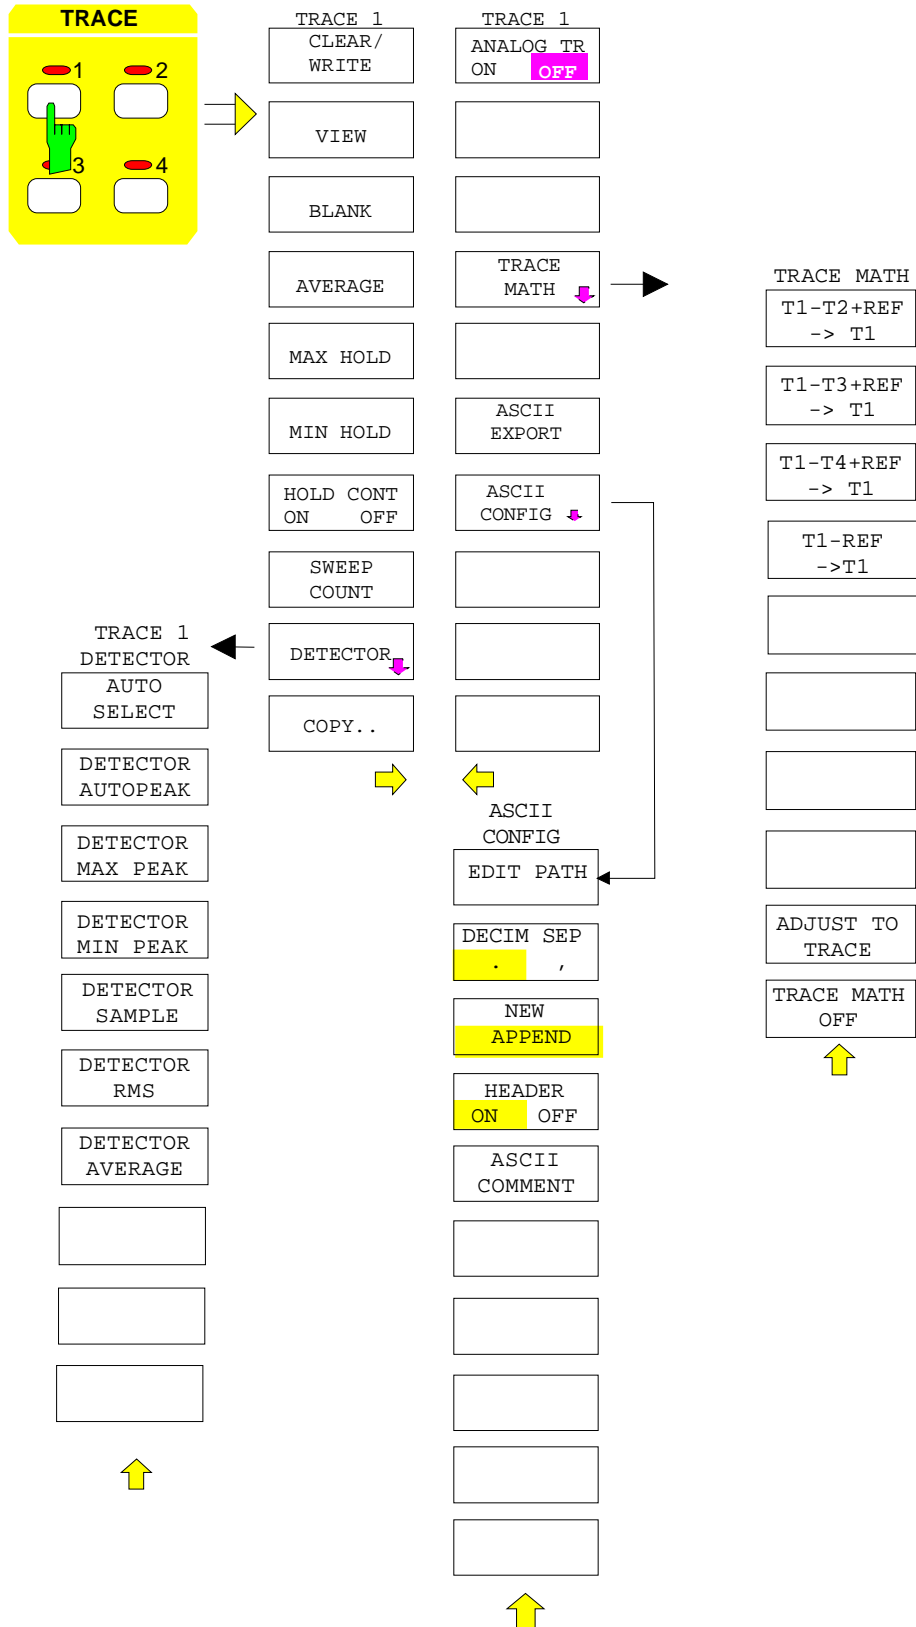 TRACE
1
2
3
4
TRACE 1
CLEAR/
WRITE
VIEW
BLANK
AVERAGE
MAX HOLD
MIN HOLD
HOLD CONT
ON OFF
SWEEP
COUNT
DETECTOR
COPY..
TRACE 1
ANALOG TR
ON OFF
TRACE
MATH
ASCII
EXPORT
ASCII
CONFIG
TRACE MATH
T1-T2+REF
-> T1
T1-T3+REF
-> T1
T1-T4+REF
-> T1
T1-REF
->T1
ADJUST TO
TRACE
TRACE MATH
OFF
TRACE 1
DETECTOR
AUTO
SELECT
DETECTOR
AUTOPEAK
DETECTOR
MAX PEAK
DETECTOR
MIN PEAK
DETECTOR
SAMPLE
DETECTOR
RMS
DETECTOR
AVERAGE
ASCII
CONFIG
EDIT PATH
DECIM SEP
. ,
NEW
APPEND
HEADER
ON OFF
ASCII
COMMENT